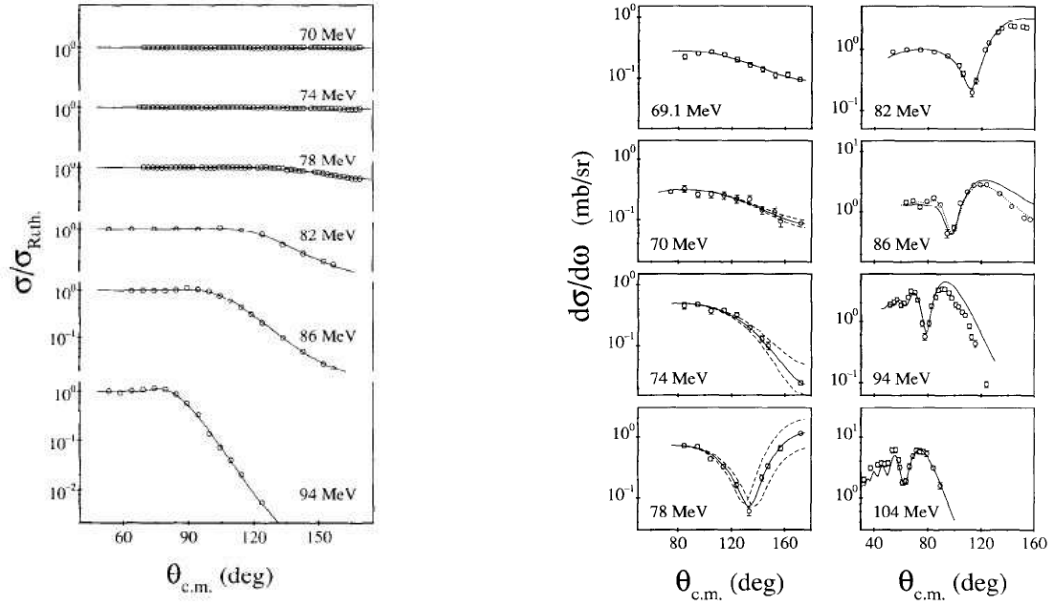 70 MeV
10⁰
74 MeV
10⁰
78 MeV
10⁰
82 MeV
10⁰
86 MeV
10⁰
10⁻¹
94 MeV
10⁰
10⁻¹
10⁻²
σ/σRuth.
60 90 120 150
θc.m. (deg)
dσ/dω (mb/sr)
10⁰
10⁻¹
69.1 MeV
10⁰
10⁻¹
70 MeV
10⁰
10⁻¹
74 MeV
10⁰
10⁻¹
78 MeV
80 120 160
θc.m. (deg)
10¹
10⁰
10⁻¹
82 MeV
10¹
10⁰
86 MeV
10⁰
10⁻¹
94 MeV
10¹
10⁰
104 MeV
40 80 120 160
θc.m. (deg)